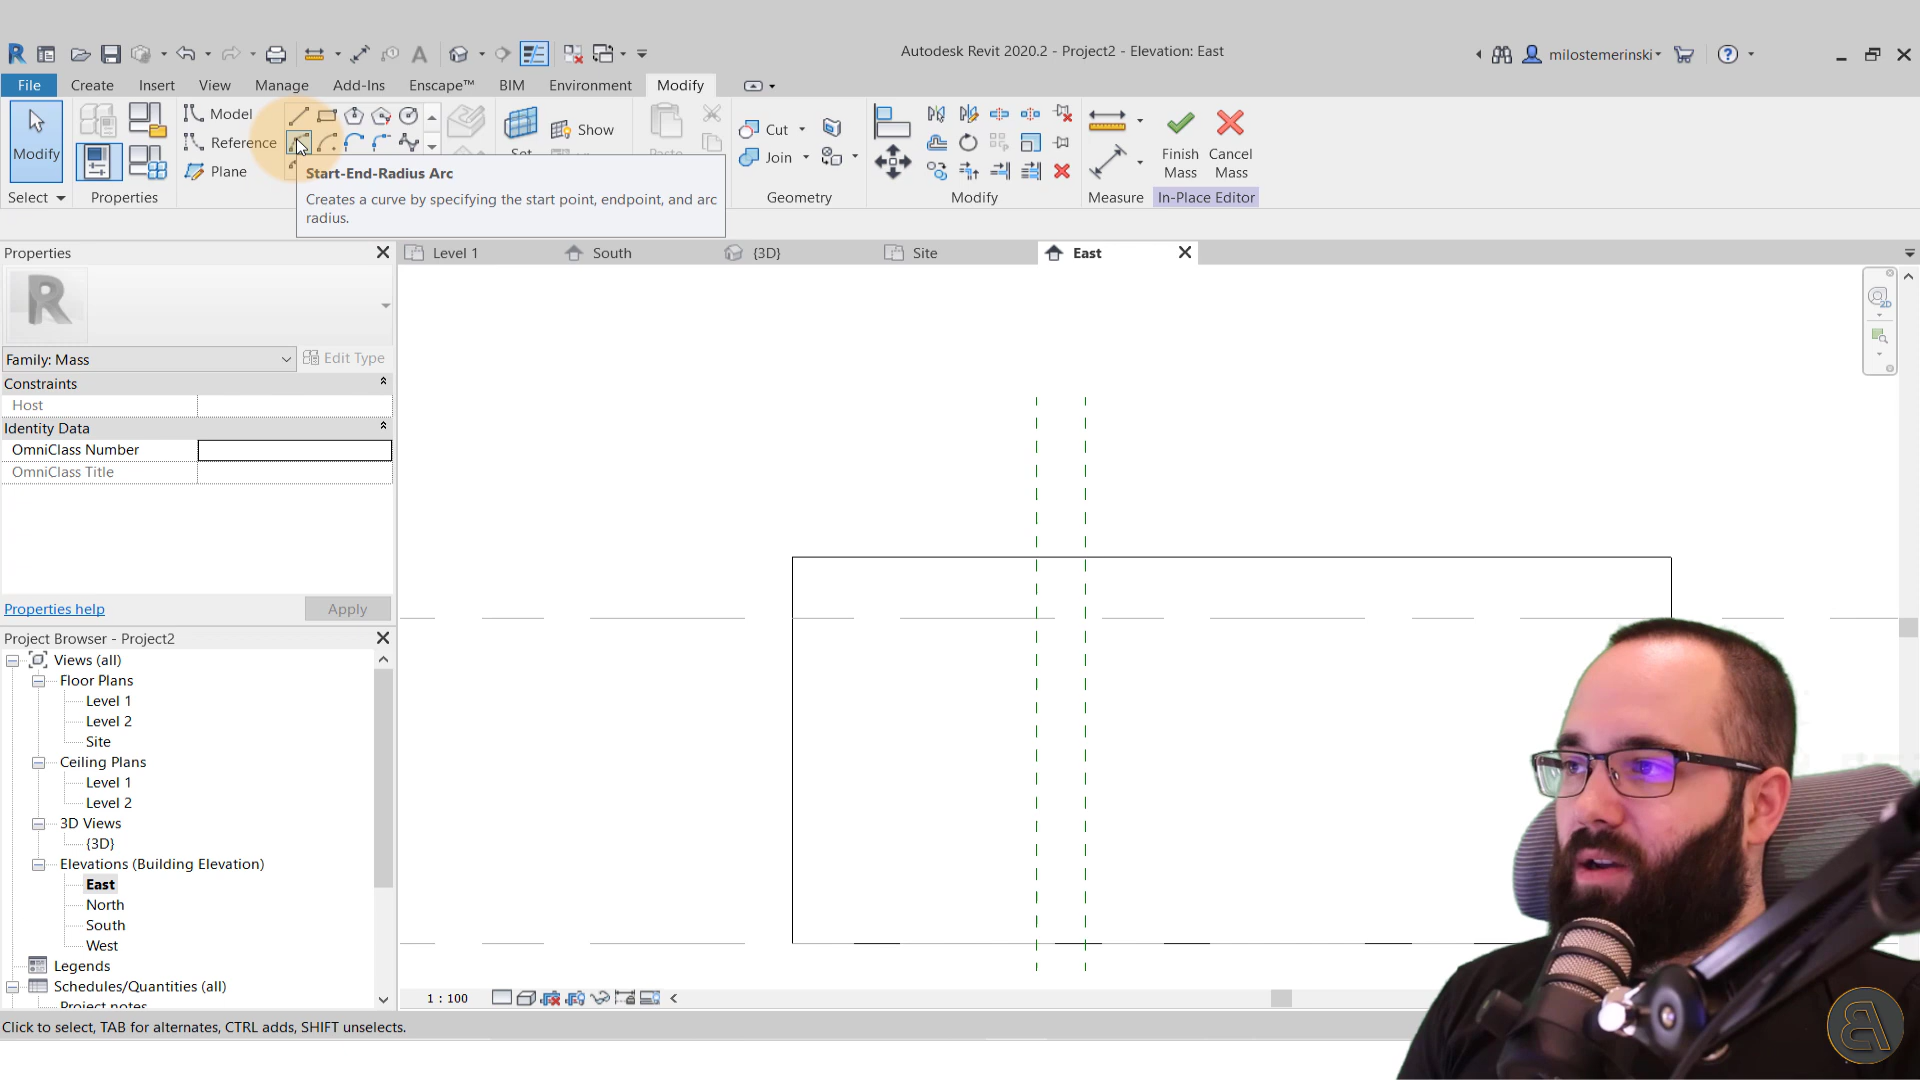 Autodesk Revit 2020.2 - Project2 - Elevation: East
milostemerinski
File Create Insert View Manage Add-Ins Enscape™ BIM Environment Modify
Modify
Model
Reference
Plane
Show
Cut
Join
Finish Mass
Cancel Mass
Select Properties Geometry Modify Measure In-Place Editor
Start-End-Radius Arc
Creates a curve by specifying the start point, endpoint, and arc
radius.
Properties
Level 1 South {3D} Site East
2D
R
Family: Mass Edit Type
Constraints
Host
Identity Data
OmniClass Number
OmniClass Title
Properties help Apply
Project Browser - Project2
Views (all)
Floor Plans
Level 1
Level 2
Site
Ceiling Plans
Level 1
Level 2
3D Views
{3D}
Elevations (Building Elevation)
East
North
South
West
Legends
Schedules/Quantities (all)
Project notes
1 : 100
Click to select, TAB for alternates, CTRL adds, SHIFT unselects.